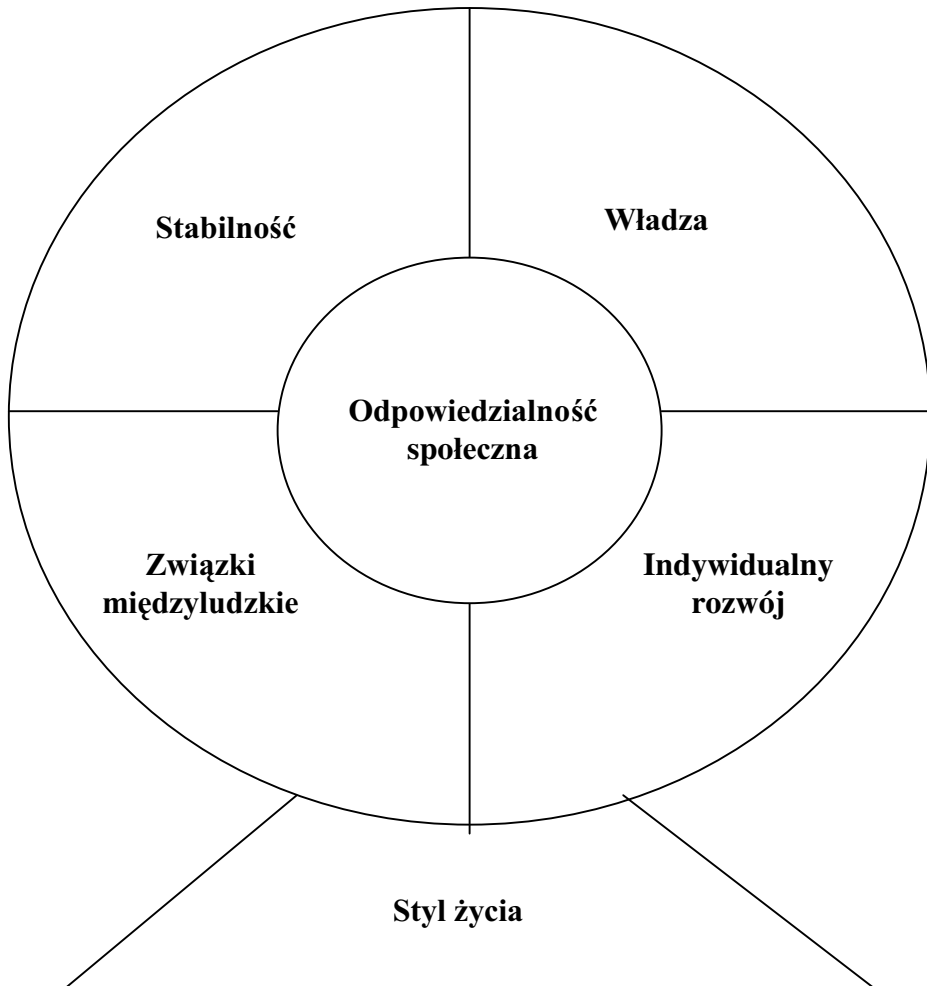 Stabilność
Władza
Odpowiedzialność
społeczna
Związki
międzyludzkie
Indywidualny
rozwój
Styl życia